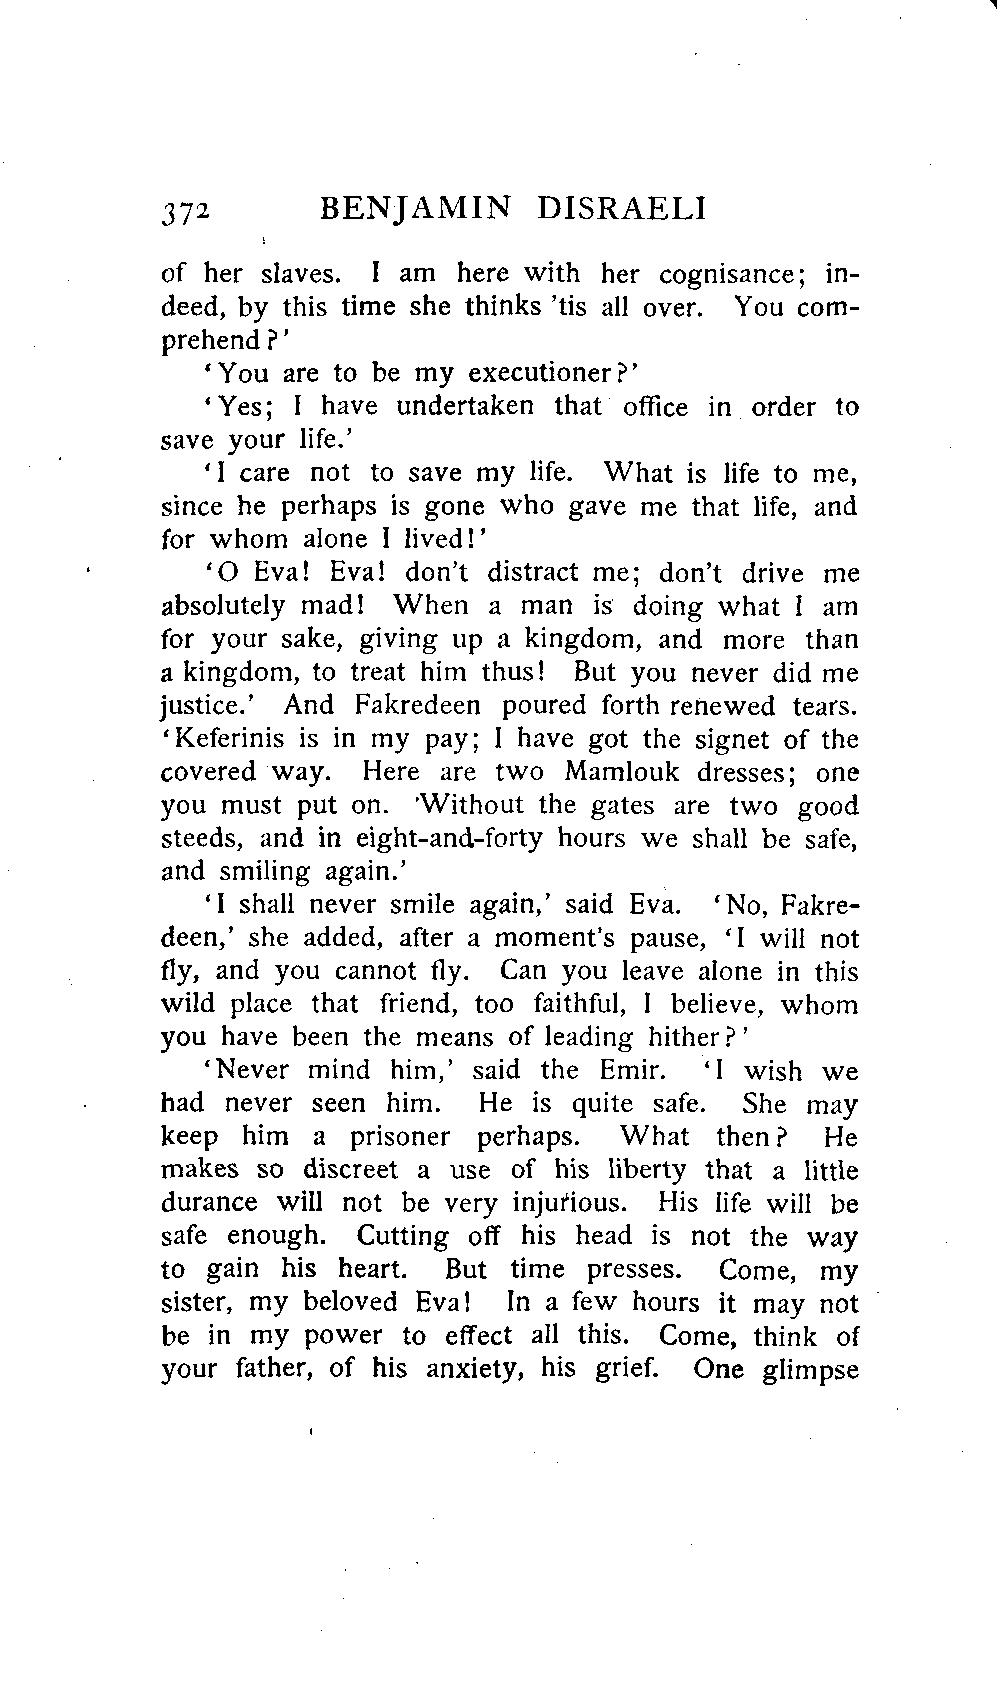 372 BENJAMIN DISRAELI
of her slaves. I am here with her cognisance; in-
deed, by this time she thinks 'tis all over. You com-
prehend?'
'You are to be my executioner?'
'Yes; I have undertaken that office in order to
save your life.'
'I care not to save my life. What is life to me,
since he perhaps is gone who gave me that life, and
for whom alone I lived!'
'O Eva! Eva! don't distract me; don't drive me
absolutely mad! When a man is doing what I am
for your sake, giving up a kingdom, and more than
a kingdom, to treat him thus! But you never did me
justice.' And Fakredeen poured forth renewed tears.
'Keferinis is in my pay; I have got the signet of the
covered way. Here are two Mamlouk dresses; one
you must put on. 'Without the gates are two good
steeds, and in eight-and-forty hours we shall be safe,
and smiling again.'
'I shall never smile again,' said Eva. 'No, Fakre-
deen,' she added, after a moment's pause, 'I will not
fly, and you cannot fly. Can you leave alone in this
wild place that friend, too faithful, I believe, whom
you have been the means of leading hither?'
'Never mind him,' said the Emir. 'I wish we
had never seen him. He is quite safe. She may
keep him a prisoner perhaps. What then? He
makes so discreet a use of his liberty that a little
durance will not be very injurious. His life will be
safe enough. Cutting off his head is not the way
to gain his heart. But time presses. Come, my
sister, my beloved Eva! In a few hours it may not
be in my power to effect all this. Come, think of
your father, of his anxiety, his grief. One glimpse